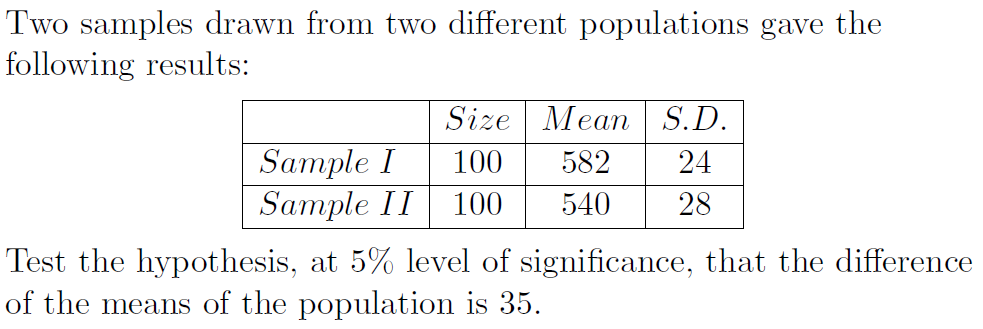 Two samples drawn from two different populations gave the
following results:
Size Mean S.D.
Sample I 100 582 24
Sample II 100 540 28
Test the hypothesis, at 5% level of significance, that the difference
of the means of the population is 35.